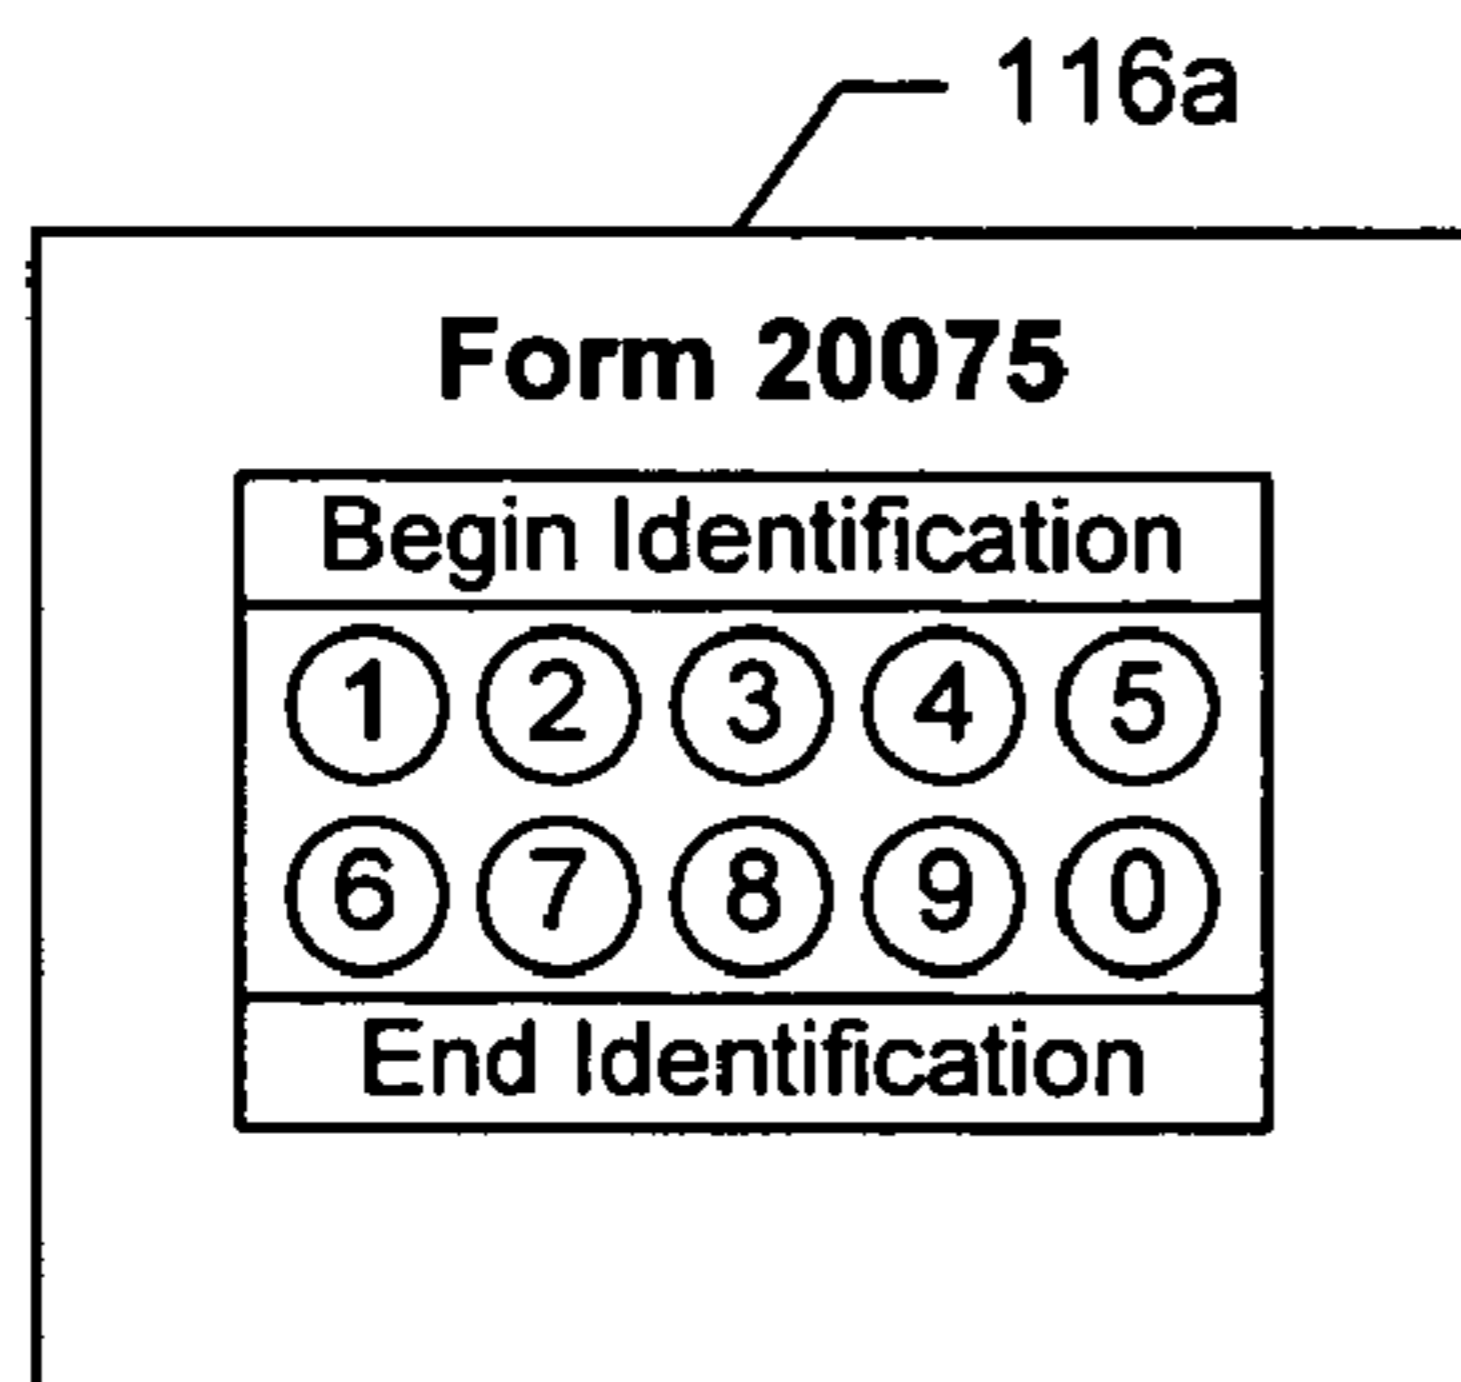 116a
Form 20075
Begin Identification
1 2 3 4 5
6 7 8 9 0
End Identification